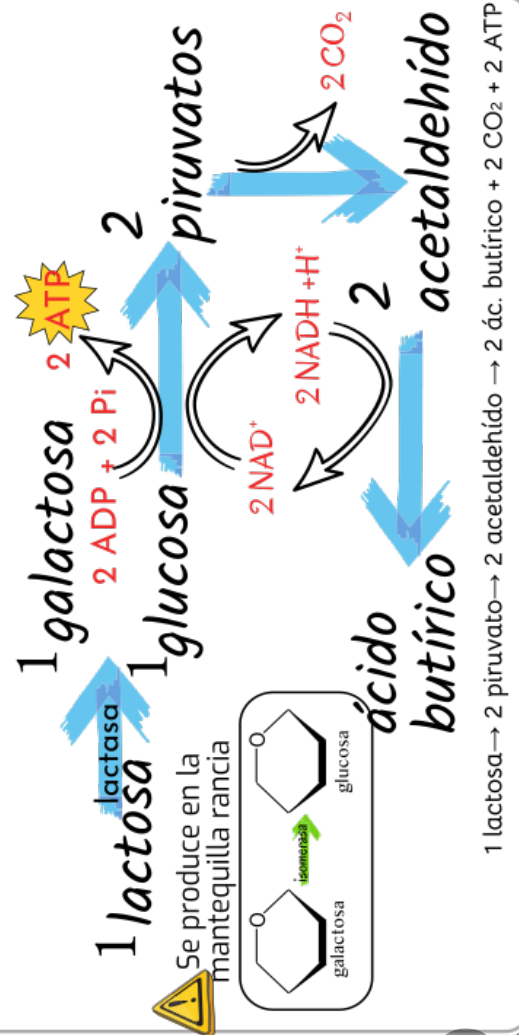 1 lactosa
lactasa
1 galactosa
1 glucosa
2 ADP + 2 Pi
2 ATP
2 piruvatos
2 NAD⁺
2 NADH +H⁺
2 CO₂
2 acetaldehído
ácido
butírico
Se produce en la
mantequilla rancia
O
galactosa
isomerasa
O
glucosa
1 lactosa→ 2 piruvato→ 2 acetaldehído → 2 ác. butírico + 2 CO₂ + 2 ATP